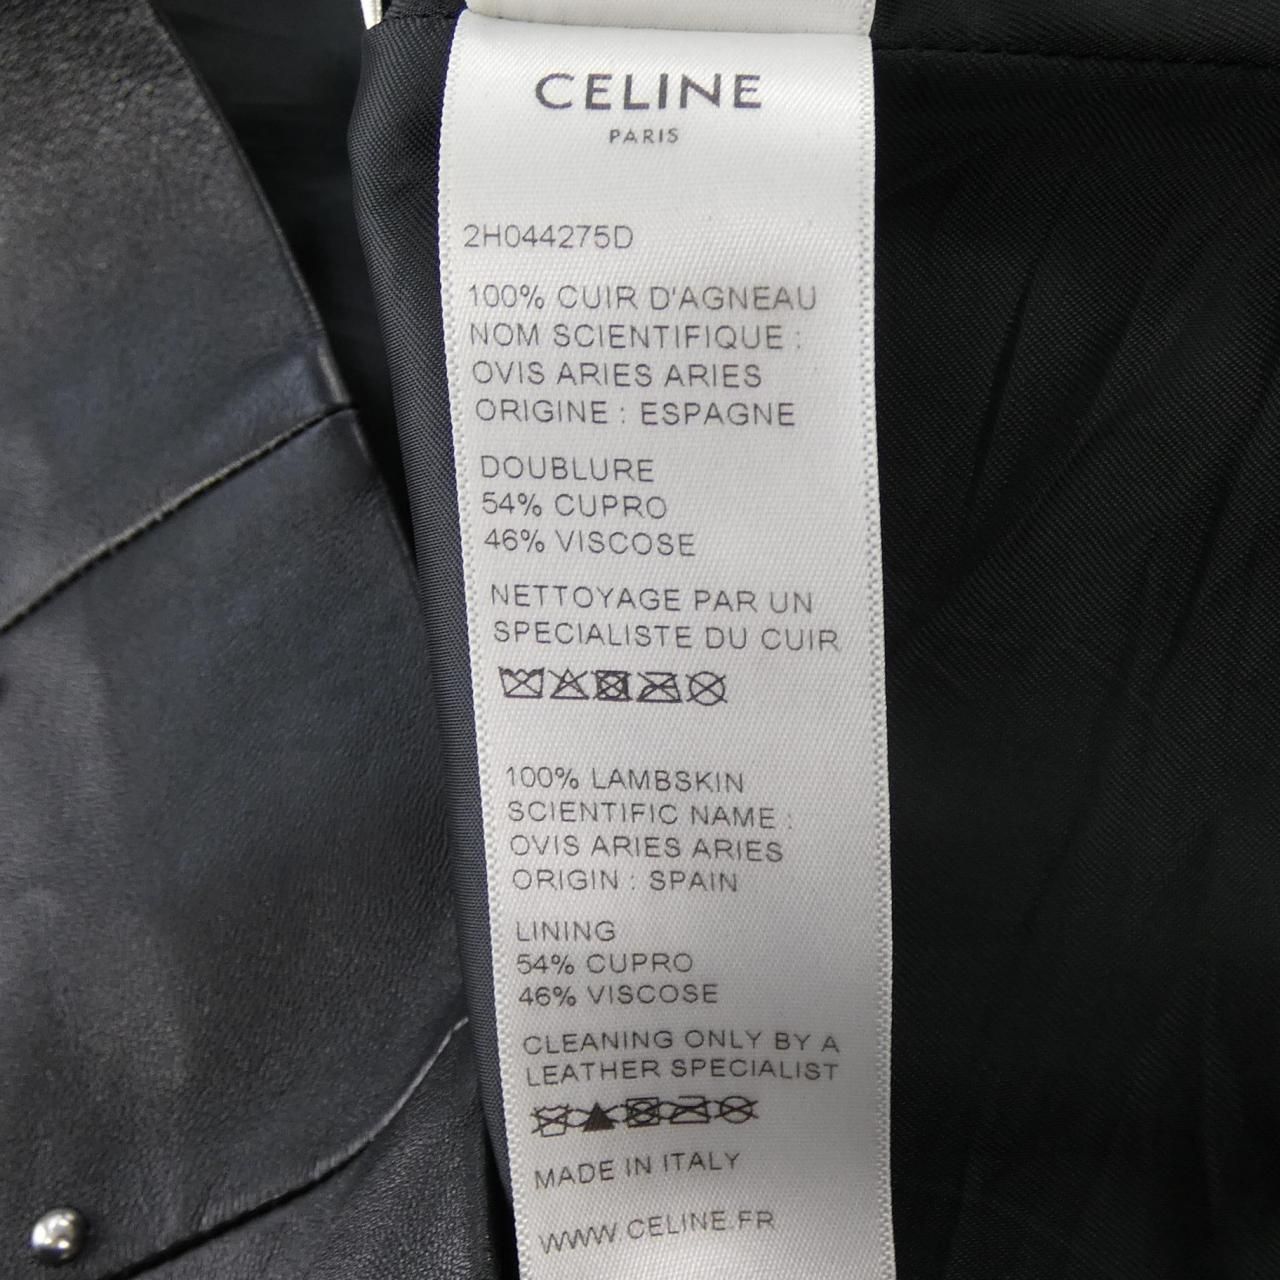 CELINE
PARIS
2H044275D
100% CUIR D'AGNEAU
NOM SCIENTIFIQUE :
OVIS ARIES ARIES
ORIGINE : ESPAGNE
DOUBLURE
54% CUPRO
46% VISCOSE
NETTOYAGE PAR UN
SPECIALISTE DU CUIR
100% LAMBSKIN
SCIENTIFIC NAME :
OVIS ARIES ARIES
ORIGIN : SPAIN
LINING
54% CUPRO
46% VISCOSE
CLEANING ONLY BY A
LEATHER SPECIALIST
MADE IN ITALY
WWW.CELINE.FR